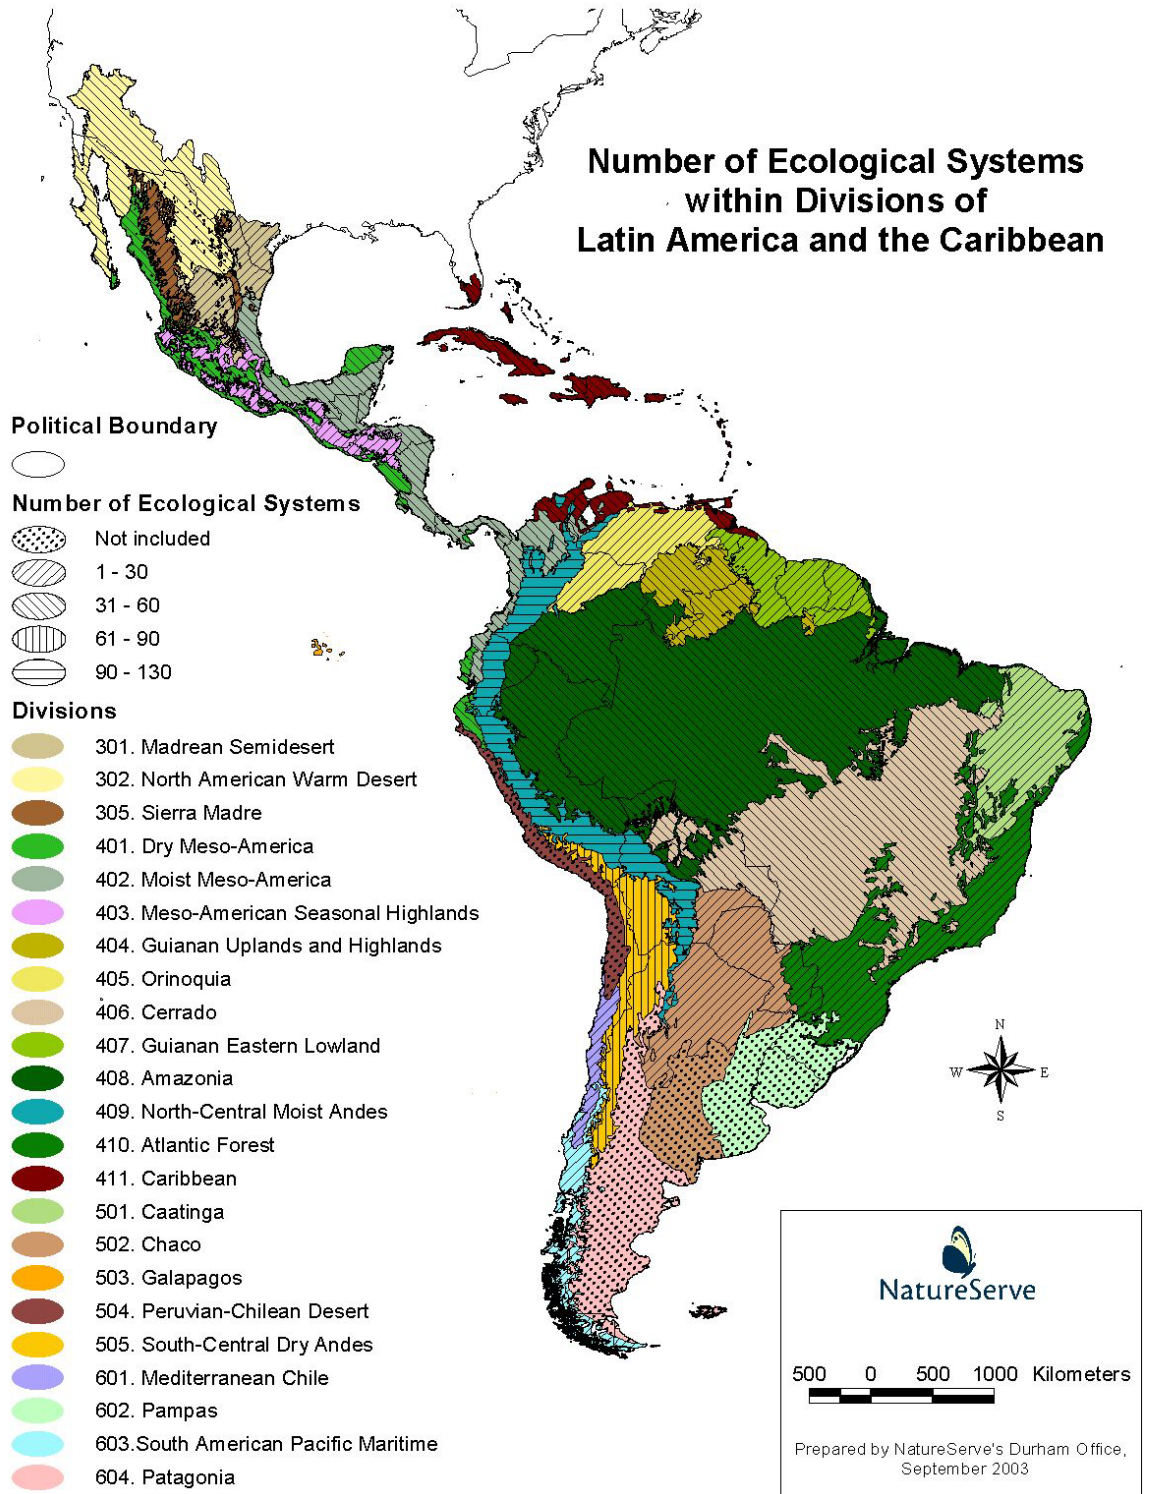 Number of Ecological Systems
within Divisions of
Latin America and the Caribbean
Political Boundary
Number of Ecological Systems
Not included
1 - 30
31 - 60
61 - 90
90 - 130
Divisions
301. Madrean Semidesert
302. North American Warm Desert
305. Sierra Madre
401. Dry Meso-America
402. Moist Meso-America
403. Meso-American Seasonal Highlands
404. Guianan Uplands and Highlands
405. Orinoquia
406. Cerrado
407. Guianan Eastern Lowland
408. Amazonia
409. North-Central Moist Andes
410. Atlantic Forest
411. Caribbean
501. Caatinga
502. Chaco
503. Galapagos
504. Peruvian-Chilean Desert
505. South-Central Dry Andes
601. Mediterranean Chile
602. Pampas
603.South American Pacific Maritime
604. Patagonia
N
W E
S
NatureServe
500 0 500 1000 Kilometers
Prepared by NatureServe's Durham Office,
September 2003